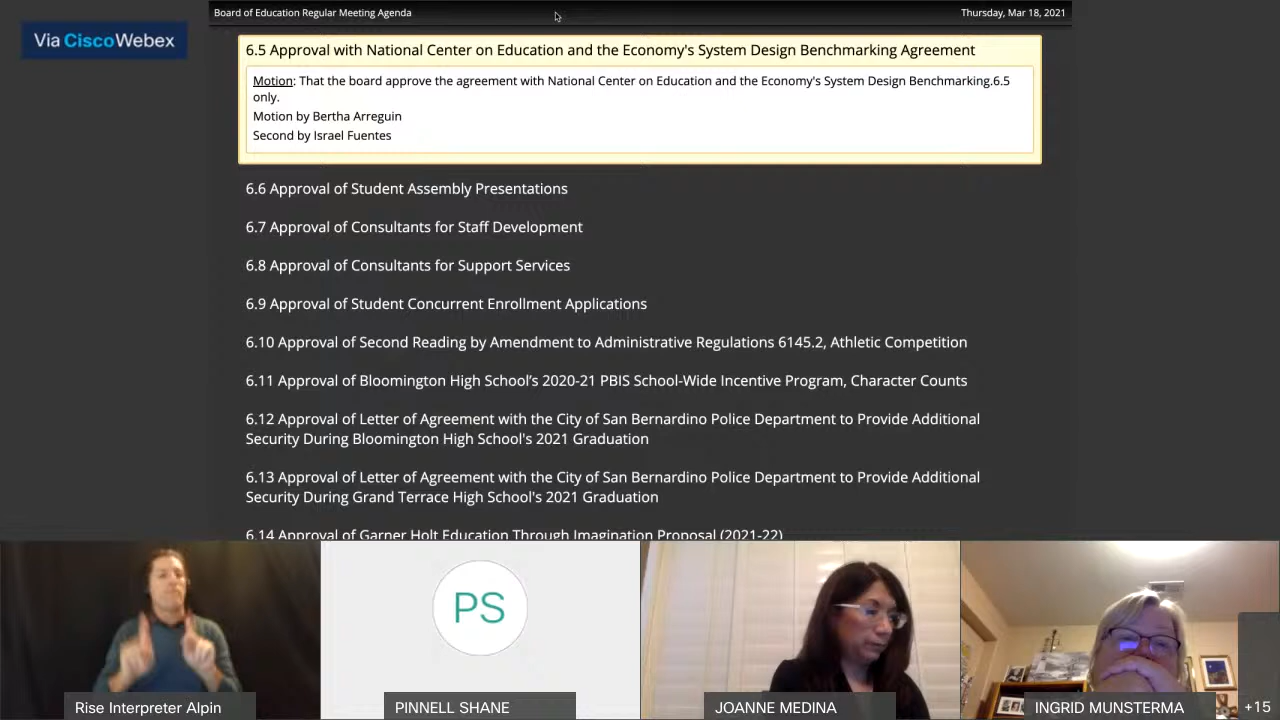 Board of Education Regular Meeting Agenda
Thursday, Mar 18, 2021
Via Cisco Webex
6.5 Approval with National Center on Education and the Economy's System Design Benchmarking Agreement
Motion: That the board approve the agreement with National Center on Education and the Economy's System Design Benchmarking.6.5
only.
Motion by Bertha Arreguin
Second by Israel Fuentes
6.6 Approval of Student Assembly Presentations
6.7 Approval of Consultants for Staff Development
6.8 Approval of Consultants for Support Services
6.9 Approval of Student Concurrent Enrollment Applications
6.10 Approval of Second Reading by Amendment to Administrative Regulations 6145.2, Athletic Competition
6.11 Approval of Bloomington High School's 2020-21 PBIS School-Wide Incentive Program, Character Counts
6.12 Approval of Letter of Agreement with the City of San Bernardino Police Department to Provide Additional
Security During Bloomington High School's 2021 Graduation
6.13 Approval of Letter of Agreement with the City of San Bernardino Police Department to Provide Additional
Security During Grand Terrace High School's 2021 Graduation
6.14 Approval of Garner Holt Education Through Imagination Proposal (2021-22)
PS
Rise Interpreter Alpin
PINNELL SHANE
JOANNE MEDINA
INGRID MUNSTERMA
+15